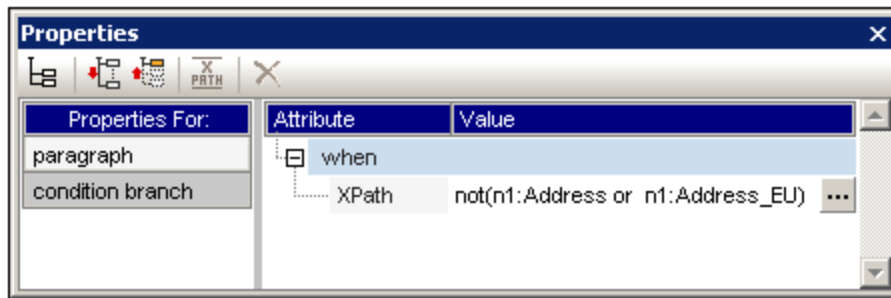 Properties
X
PATH
Properties For:
Attribute Value
paragraph
when
condition branch
XPath not(n1:Address or n1:Address_EU) ...